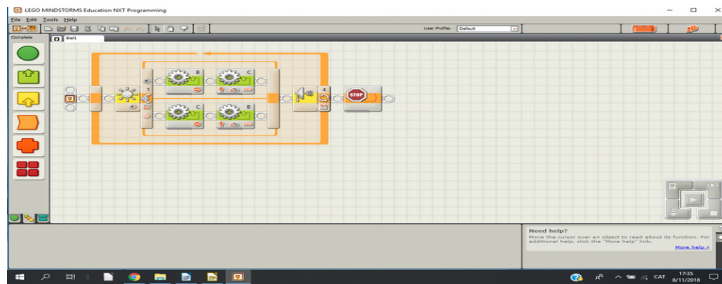 LEGO MINDSTORMS Education NXT Programming
File Edit Tools Help
User Profile: Default
Complete
B C
1
4
STOP
C B
Need help?
Move the cursor over an object to read about its function. For
additional help, click the "More help" link.
More help »
CAT
17:35
8/11/2018